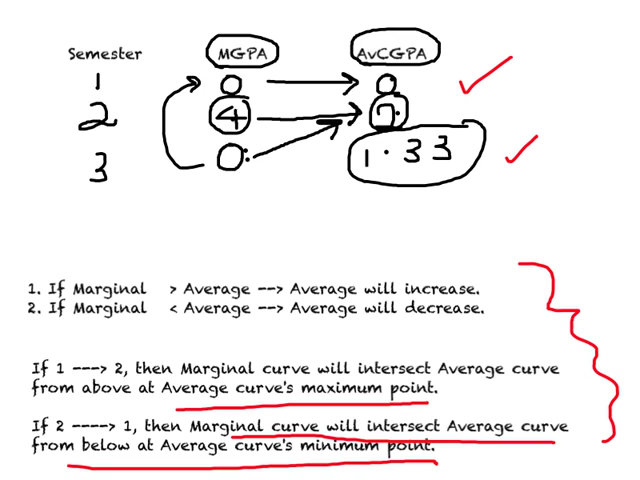 Semester MGPA AvCGPA
1 0 0
2 4 2
3 0 1.33
1. If Marginal > Average --> Average will increase.
2. If Marginal < Average --> Average will decrease.
If 1 ---> 2, then Marginal curve will intersect Average curve
from above at Average curve's maximum point.
If 2 ----> 1, then Marginal curve will intersect Average curve
from below at Average curve's minimum point.